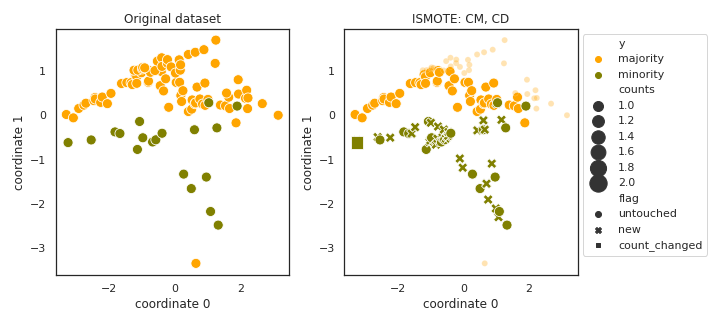 Original dataset
ISMOTE: CM, CD
coordinate 1
1
0
−1
−2
−3
−2
0
2
coordinate 0
coordinate 1
1
0
−1
−2
−3
−2
0
2
coordinate 0
y
majority
minority
counts
1.0
1.2
1.4
1.6
1.8
2.0
flag
untouched
new
count_changed